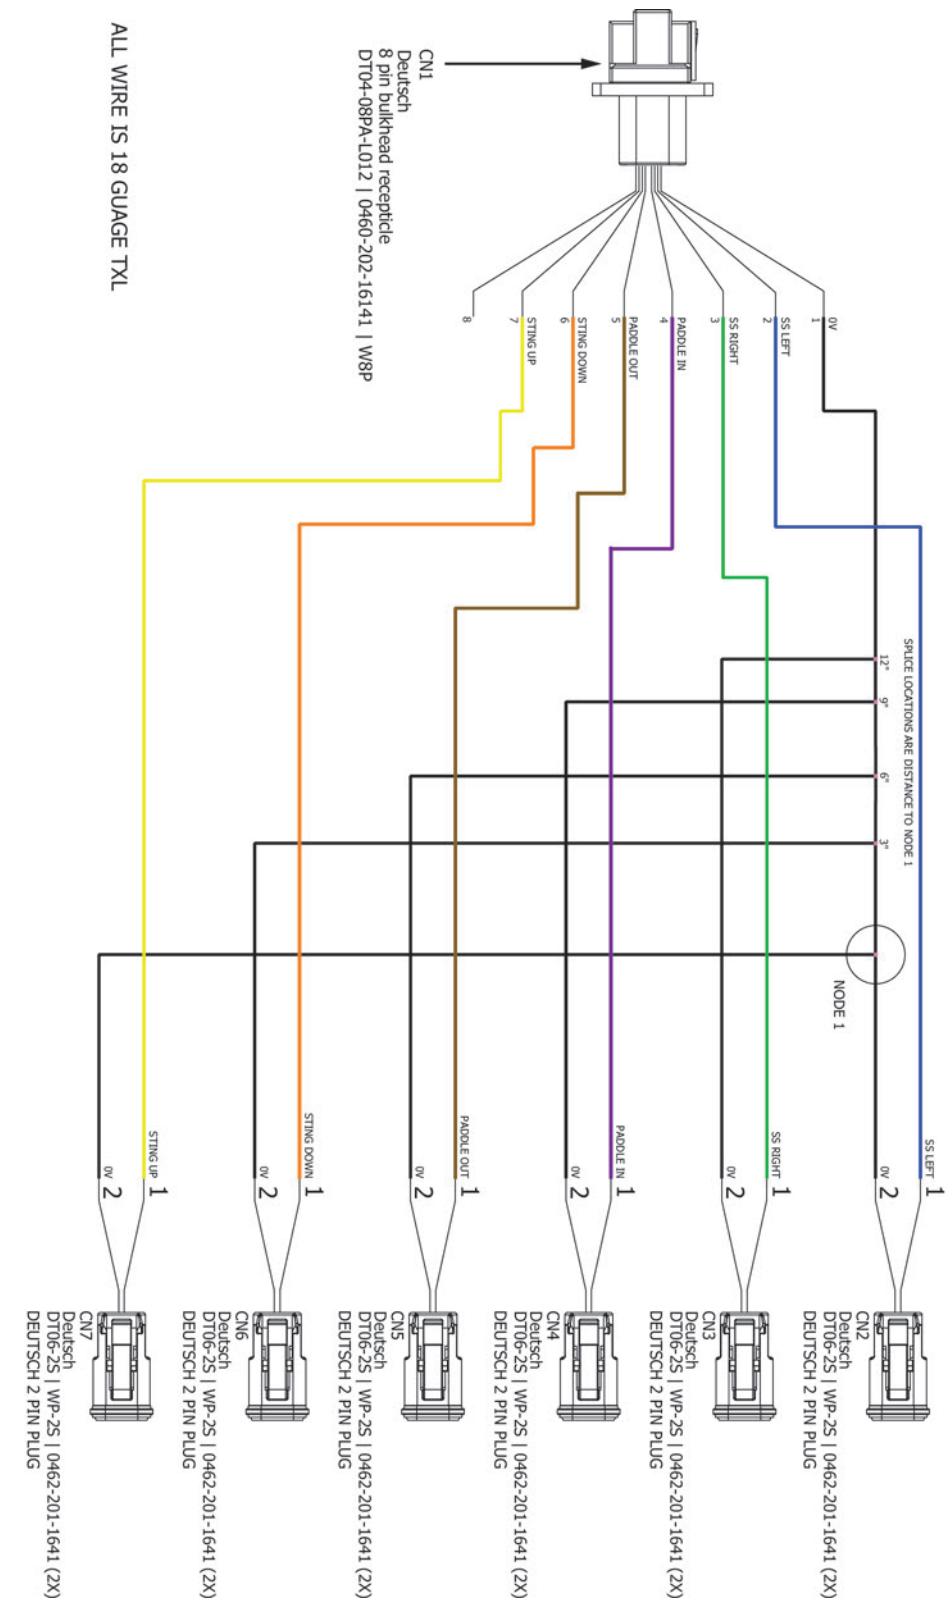 CN1
Deutsch
8 pin bulkhead recepticle
DT04-08PA-L012 | 0460-202-16141 | W8P
ALL WIRE IS 18 GUAGE TXL
0V
1
SS LEFT
2
SS RIGHT
3
PADDLE IN
4
PADDLE OUT
5
STING DOWN
6
STING UP
7
8
SPLICE LOCATIONS ARE DISTANCE TO NODE 1
12"
9"
6"
3"
NODE 1
SS LEFT
1
0V
2
CN2
Deutsch
DT06-2S | WP-2S | 0462-201-1641 (2X)
DEUTSCH 2 PIN PLUG
SS RIGHT
1
0V
2
CN3
Deutsch
DT06-2S | WP-2S | 0462-201-1641 (2X)
DEUTSCH 2 PIN PLUG
PADDLE IN
1
0V
2
CN4
Deutsch
DT06-2S | WP-2S | 0462-201-1641 (2X)
DEUTSCH 2 PIN PLUG
PADDLE OUT
1
0V
2
CN5
Deutsch
DT06-2S | WP-2S | 0462-201-1641 (2X)
DEUTSCH 2 PIN PLUG
STING DOWN
1
0V
2
CN6
Deutsch
DT06-2S | WP-2S | 0462-201-1641 (2X)
DEUTSCH 2 PIN PLUG
STING UP
1
0V
2
CN7
Deutsch
DT06-2S | WP-2S | 0462-201-1641 (2X)
DEUTSCH 2 PIN PLUG